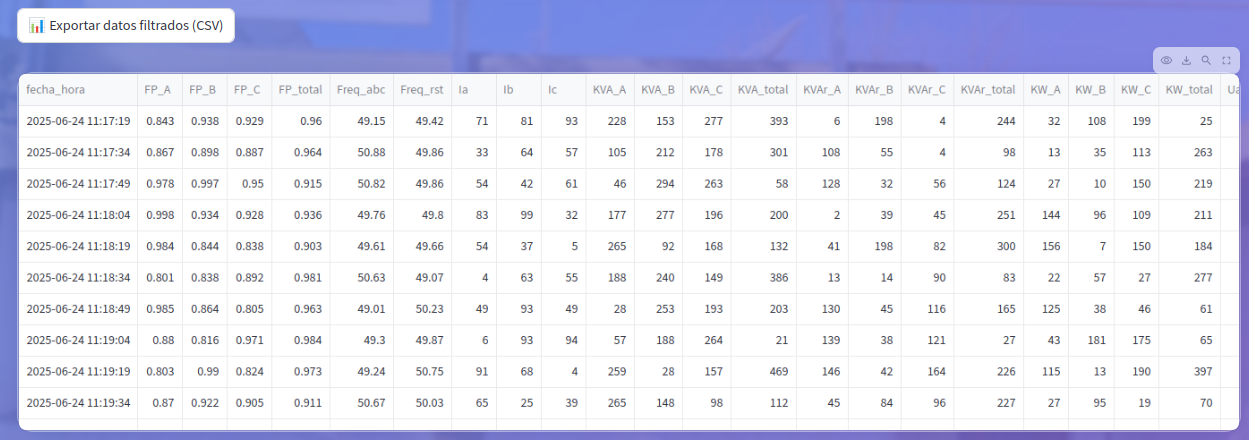 📊 Exportar datos filtrados (CSV)
fecha_hora FP_A FP_B FP_C FP_total Freq_abc Freq_rst Ia Ib Ic KVA_A KVA_B KVA_C KVA_total KVAr_A KVAr_B KVAr_C KVAr_total KW_A KW_B KW_C KW_total Ua
2025-06-24 11:17:19 0.843 0.938 0.929 0.96 49.15 49.42 71 81 93 228 153 277 393 6 198 4 244 32 108 199 25
2025-06-24 11:17:34 0.867 0.898 0.887 0.964 50.88 49.86 33 64 57 105 212 178 301 108 55 4 98 13 35 113 263
2025-06-24 11:17:49 0.978 0.997 0.95 0.915 50.82 49.86 54 42 61 46 294 263 58 128 32 56 124 27 10 150 219
2025-06-24 11:18:04 0.998 0.934 0.928 0.936 49.76 49.8 83 99 32 177 277 196 200 2 39 45 251 144 96 109 211
2025-06-24 11:18:19 0.984 0.844 0.838 0.903 49.61 49.66 54 37 5 265 92 168 132 41 198 82 300 156 7 150 184
2025-06-24 11:18:34 0.801 0.838 0.892 0.981 50.63 49.07 4 63 55 188 240 149 386 13 14 90 83 22 57 27 277
2025-06-24 11:18:49 0.985 0.864 0.805 0.963 49.01 50.23 49 93 49 28 253 193 203 130 45 116 165 125 38 46 61
2025-06-24 11:19:04 0.88 0.816 0.971 0.984 49.3 49.87 6 93 94 57 188 264 21 139 38 121 27 43 181 175 65
2025-06-24 11:19:19 0.803 0.99 0.824 0.973 49.24 50.75 91 68 4 259 28 157 469 146 42 164 226 115 13 190 397
2025-06-24 11:19:34 0.87 0.922 0.905 0.911 50.67 50.03 65 25 39 265 148 98 112 45 84 96 227 27 95 19 70